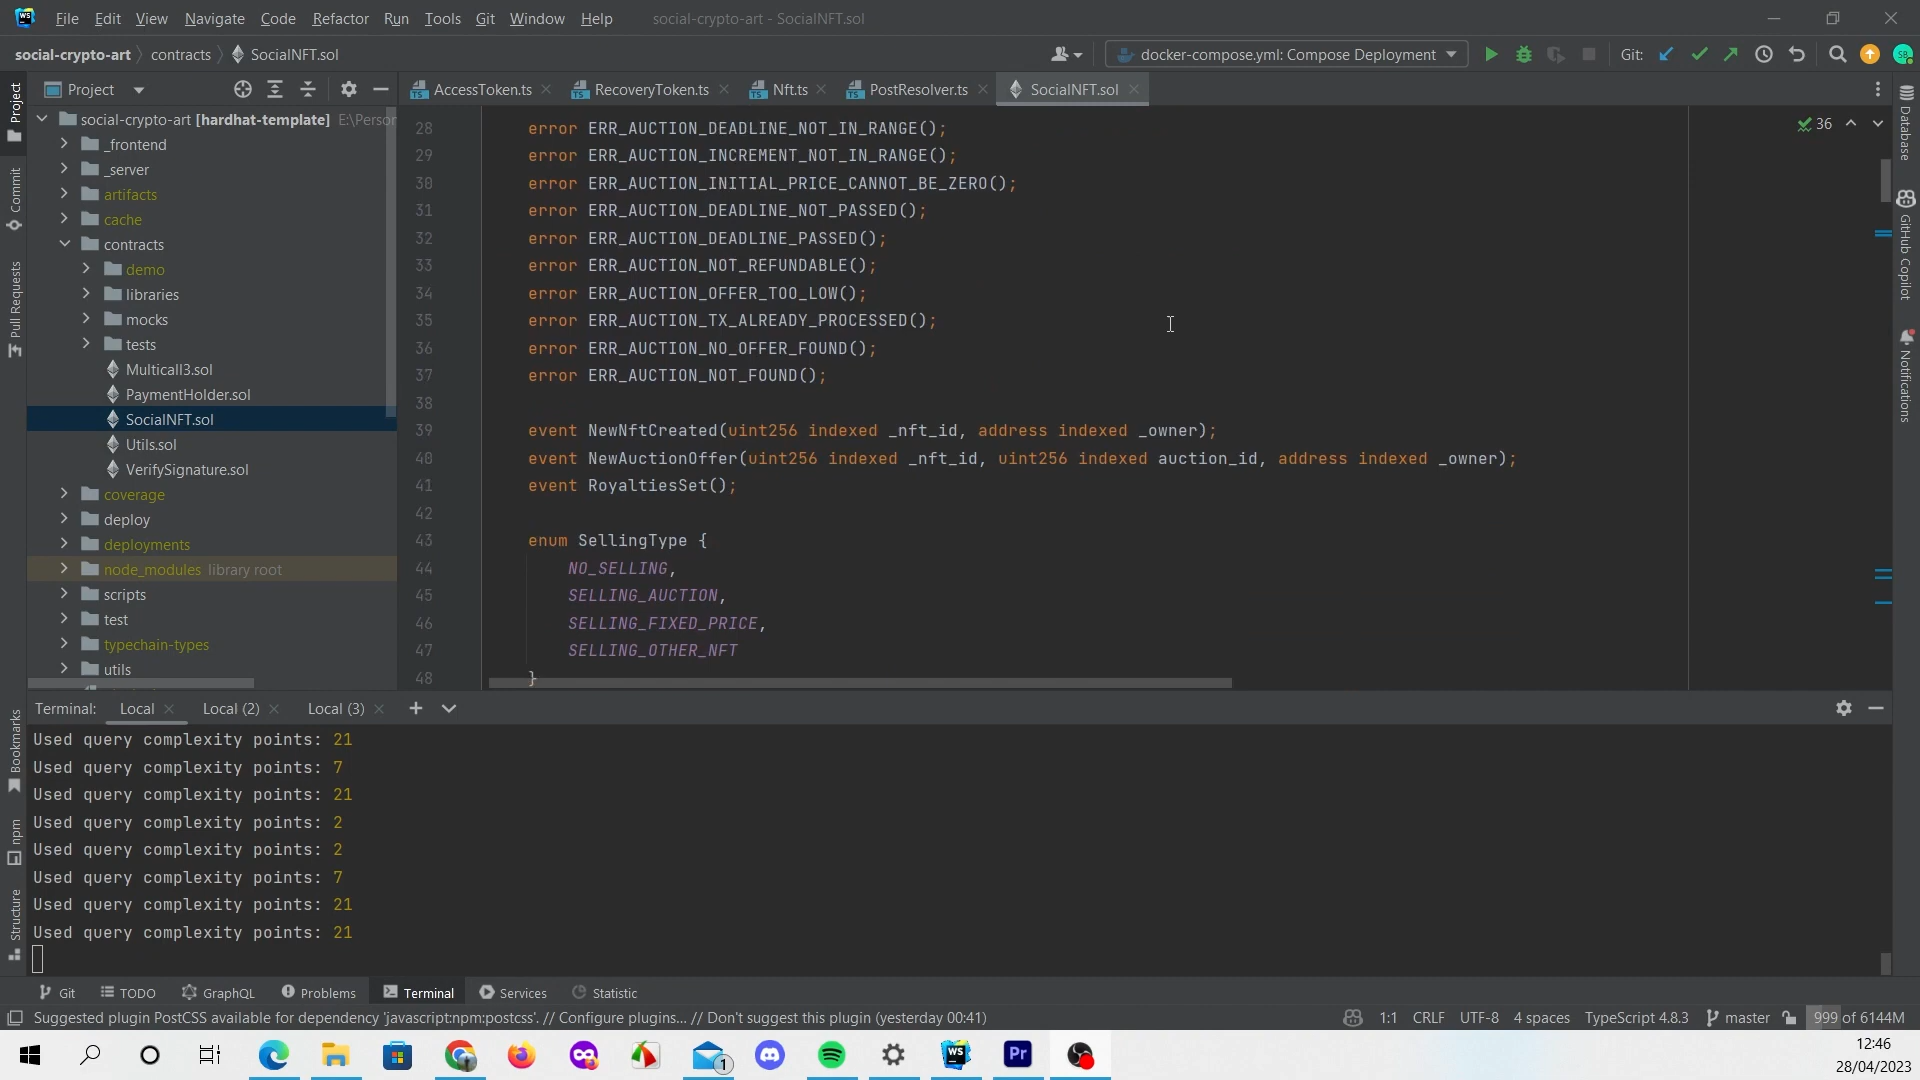 File Edit View Navigate Code Refactor Run Tools Git Window Help social-crypto-art - SocialNFT.sol
social-crypto-art contracts SocialNFT.sol docker-compose.yml: Compose Deployment Git:
Project AccessToken.ts RecoveryToken.ts Nft.ts PostResolver.ts SocialNFT.sol
social-crypto-art [hardhat-template] E:\Person
_frontend
_server
artifacts
cache
contracts
demo
libraries
mocks
tests
Multicall3.sol
PaymentHolder.sol
SocialNFT.sol
Utils.sol
VerifySignature.sol
coverage
deploy
deployments
node_modules library root
scripts
test
typechain-types
utils
36
28 error ERR_AUCTION_DEADLINE_NOT_IN_RANGE();
29 error ERR_AUCTION_INCREMENT_NOT_IN_RANGE();
30 error ERR_AUCTION_INITIAL_PRICE_CANNOT_BE_ZERO();
31 error ERR_AUCTION_DEADLINE_NOT_PASSED();
32 error ERR_AUCTION_DEADLINE_PASSED();
33 error ERR_AUCTION_NOT_REFUNDABLE();
34 error ERR_AUCTION_OFFER_TOO_LOW();
35 error ERR_AUCTION_TX_ALREADY_PROCESSED();
36 error ERR_AUCTION_NO_OFFER_FOUND();
37 error ERR_AUCTION_NOT_FOUND();
38
39 event NewNftCreated(uint256 indexed _nft_id, address indexed _owner);
40 event NewAuctionOffer(uint256 indexed _nft_id, uint256 indexed auction_id, address indexed _owner);
41 event RoyaltiesSet();
42
43 enum SellingType {
44 NO_SELLING,
45 SELLING_AUCTION,
46 SELLING_FIXED_PRICE,
47 SELLING_OTHER_NFT
48 }
Project
Commit
Pull Requests
Bookmarks
npm
Structure
Database
GitHub Copilot
Notifications
Terminal: Local Local (2) Local (3)
Used query complexity points: 21
Used query complexity points: 7
Used query complexity points: 21
Used query complexity points: 2
Used query complexity points: 2
Used query complexity points: 7
Used query complexity points: 21
Used query complexity points: 21
Git TODO GraphQL Problems Terminal Services Statistic
Suggested plugin PostCSS available for dependency 'javascript:npm:postcss'. // Configure plugins... // Don't suggest this plugin (yesterday 00:41) 1:1 CRLF UTF-8 4 spaces TypeScript 4.8.3 master 999 of 6144M
12:46
28/04/2023